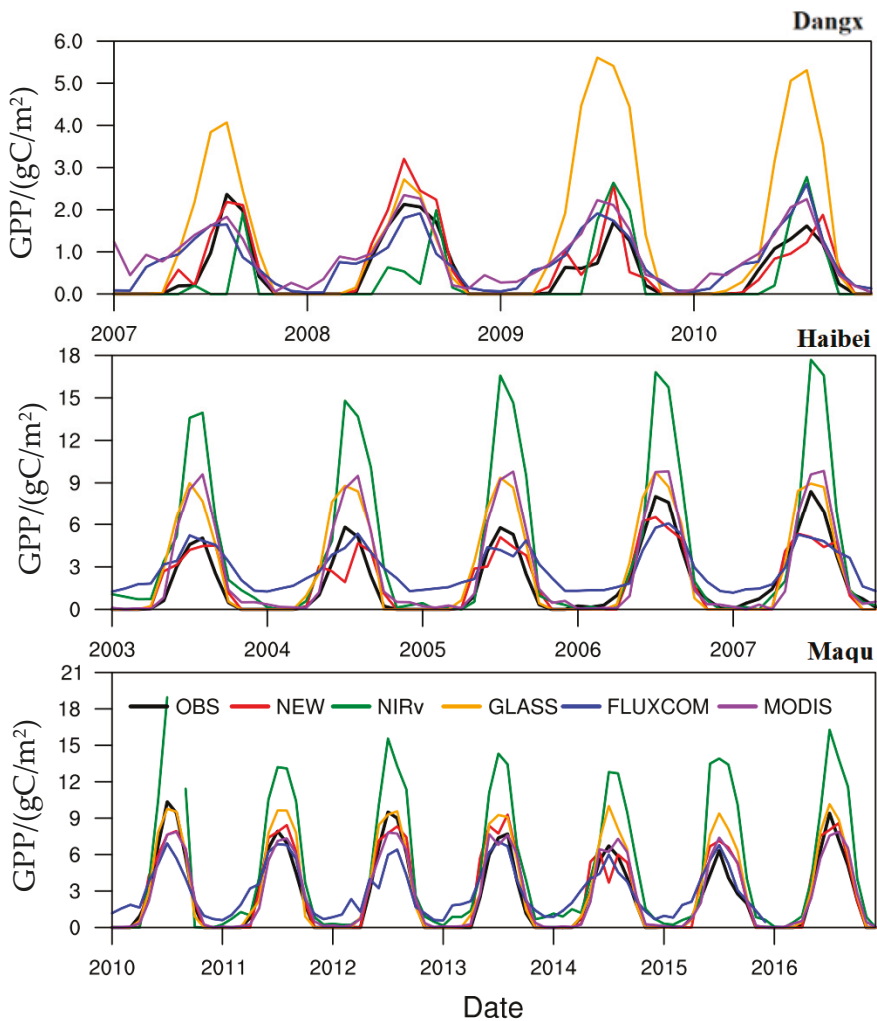 Dangx
6.0
5.0
4.0
3.0
2.0
1.0
0.0
GPP/(gC/m²)
2007 2008 2009 2010
Haibei
18
15
12
9
6
3
0
GPP/(gC/m²)
2003 2004 2005 2006 2007
Maqu
21
18
15
12
9
6
3
0
GPP/(gC/m²)
OBS NEW NIRv GLASS FLUXCOM MODIS
2010 2011 2012 2013 2014 2015 2016
Date